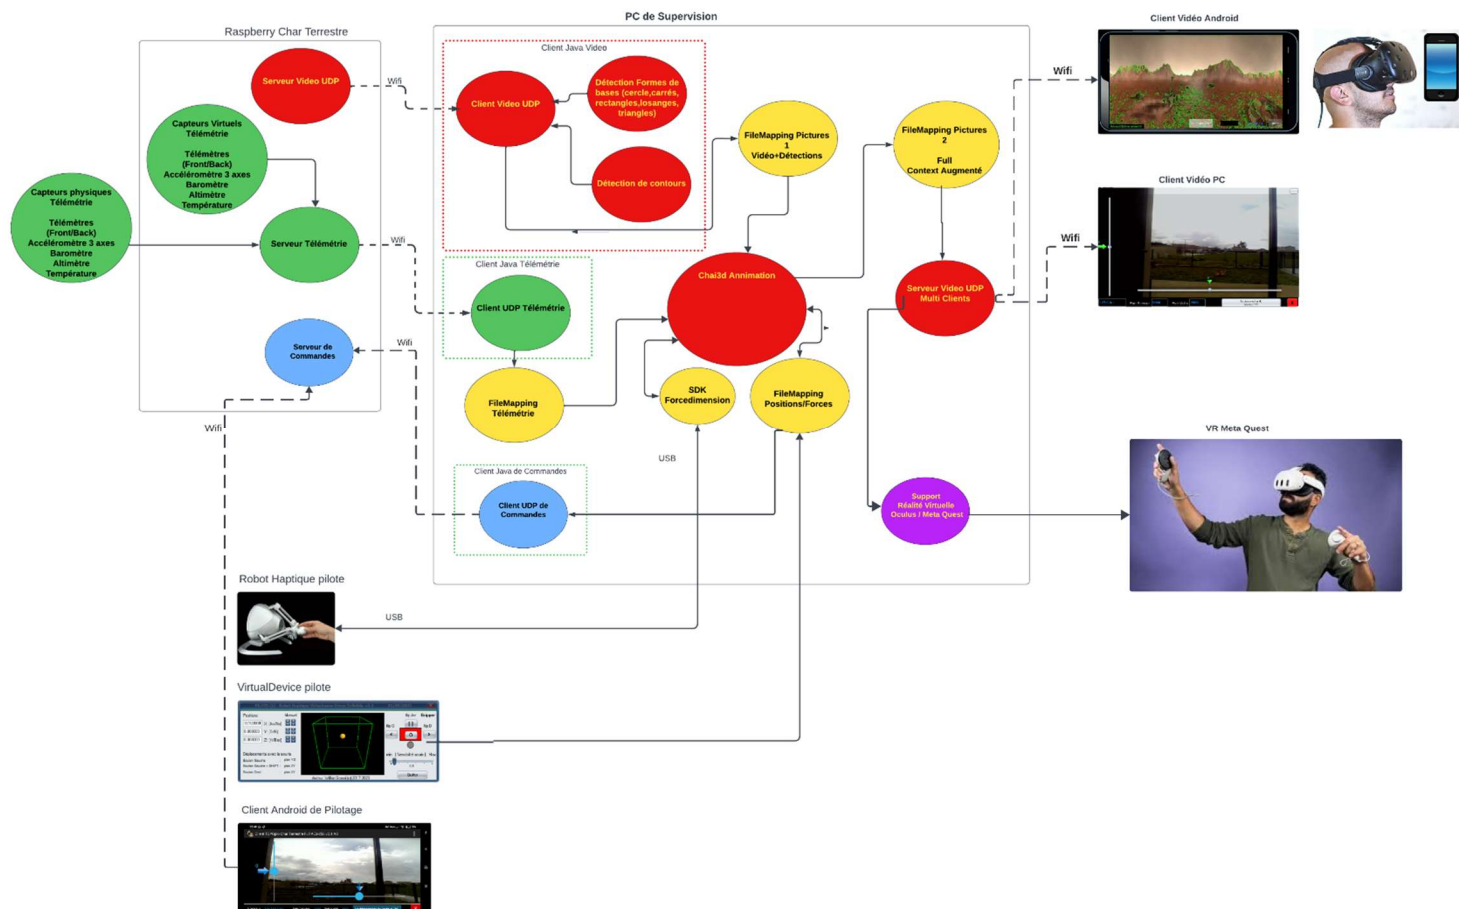 PC de Supervision
Raspberry Char Terrestre
Serveur Video UDP
Capteurs Virtuels
Télémétrie
Télémètres
(Front/Back)
Accéléromètre 3 axes
Baromètre
Altimètre
Température
Capteurs physiques
Télémétrie
Télémètres
(Front/Back)
Accéléromètre 3 axes
Baromètre
Altimètre
Température
Serveur Télémétrie
Serveur de
Commandes
Wifi
Wifi
Wifi
Wifi
Client Java Video
Client Video UDP
Détection Formes de
bases (cercle,carrés,
rectangles,losanges,
triangles)
Détection de contours
Client Java Télémétrie
Client UDP Télémétrie
FileMapping
Télémétrie
Client Java de Commandes
Client UDP de
Commandes
FileMapping Pictures
1
Vidéo+Détections
FileMapping Pictures
2
Full
Context Augmenté
Chai3d Annimation
Serveur Video UDP
Multi Clients
SDK
Forcedimension
FileMapping
Positions/Forces
USB
Support
Réalité Virtuelle
Oculus / Meta Quest
Wifi
Wifi
Client Vidéo Android
Client Vidéo PC
VR Meta Quest
Robot Haptique pilote
USB
VirtualDevice pilote
Client Android de Pilotage